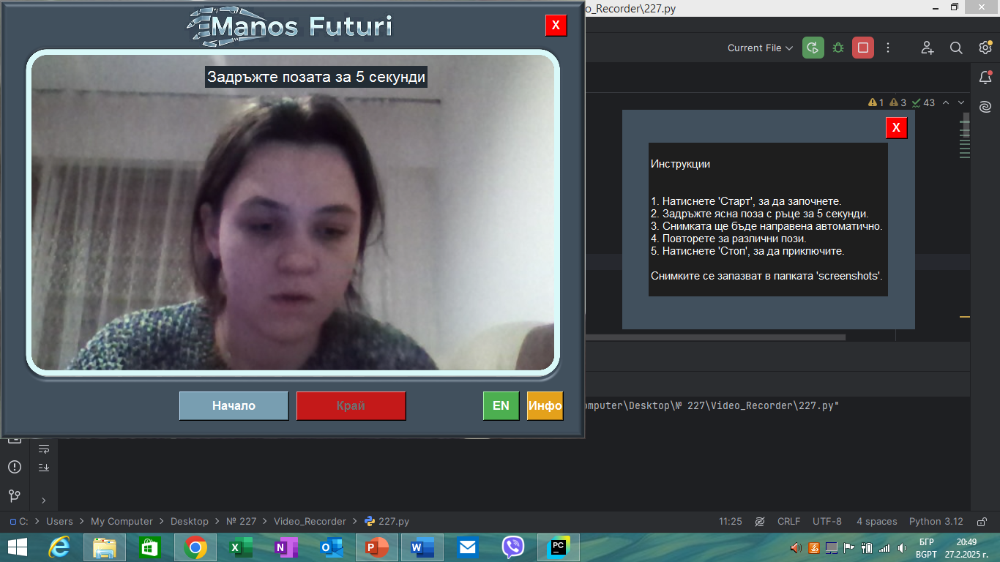 Manos Futuri
X
Задръжте позата за 5 секунди
Начало
Край
EN
Инфо
o_Recorder\227.py
Current File
1
3
43
X
Инструкции
1. Натиснете 'Старт', за да започнете.
2. Задръжте ясна поза с ръце за 5 секунди.
3. Снимката ще бъде направена автоматично.
4. Повторете за различни пози.
5. Натиснете 'Стоп', за да приключите.
Снимките се запазват в папката 'screenshots'.
omputer\Desktop\№ 227\Video_Recorder\227.py"
C: > Users > My Computer > Desktop > № 227 > Video_Recorder > 227.py
11:25 CRLF UTF-8 4 spaces Python 3.12
БГР
BGPT
20:49
27.2.2025 г.